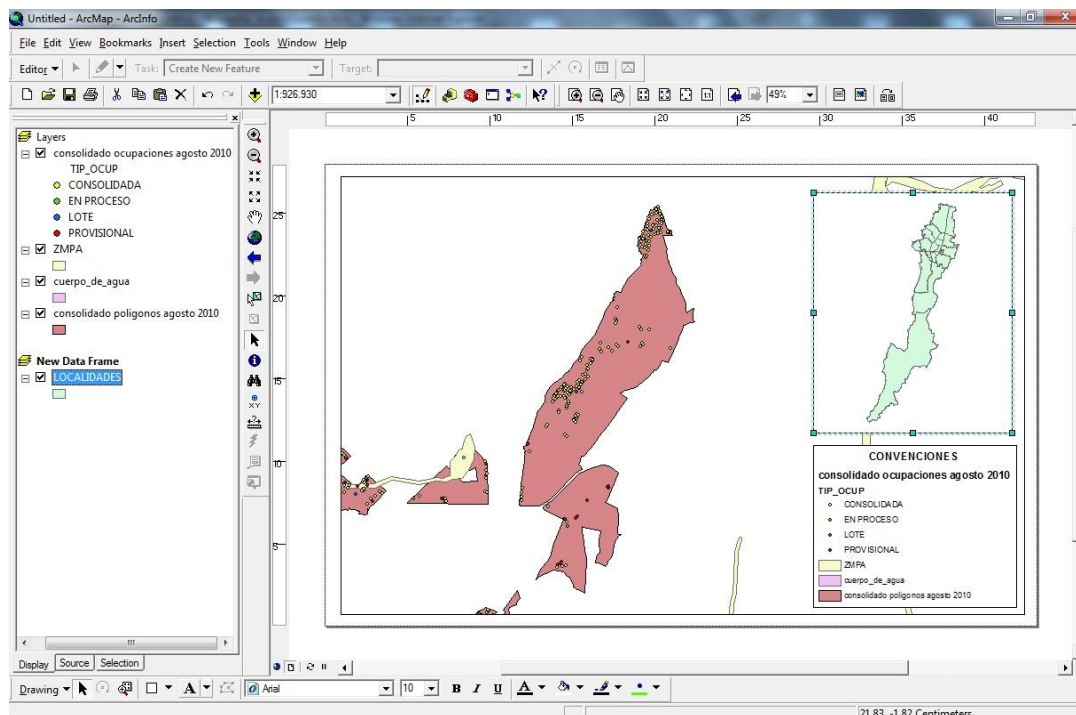 Untitled - ArcMap - ArcInfo
File Edit View Bookmarks Insert Selection Tools Window Help
Editor Task: Create New Feature Target:
1:926.930 1:1 49%
Layers
consolidado ocupaciones agosto 2010
TIP_OCUP
CONSOLIDADA
EN PROCESO
LOTE
PROVISIONAL
ZMPA
cuerpo_de_agua
consolidado poligonos agosto 2010
New Data Frame
LOCALIDADES
Display Source Selection
XY
5 10 15 20 25 30 35 40
25
20
15
10
5
CONVENCIONES
consolidado ocupaciones agosto 2010
TIP_OCUP
CONSOLIDADA
EN PROCESO
LOTE
PROVISIONAL
ZMPA
cuerpo_de_agua
consolidado poligonos agosto 2010
Drawing A Arial 10 B I U A
21,83 -1,82 Centimeters